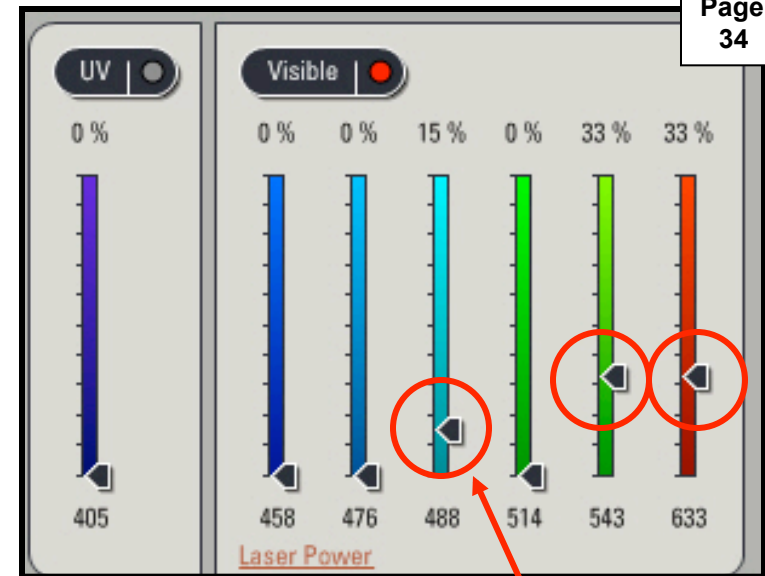 Page
34
UV
Visible
0 %
0 % 0 % 15 % 0 % 33 % 33 %
405
458 476 488 514 543 633
Laser Power